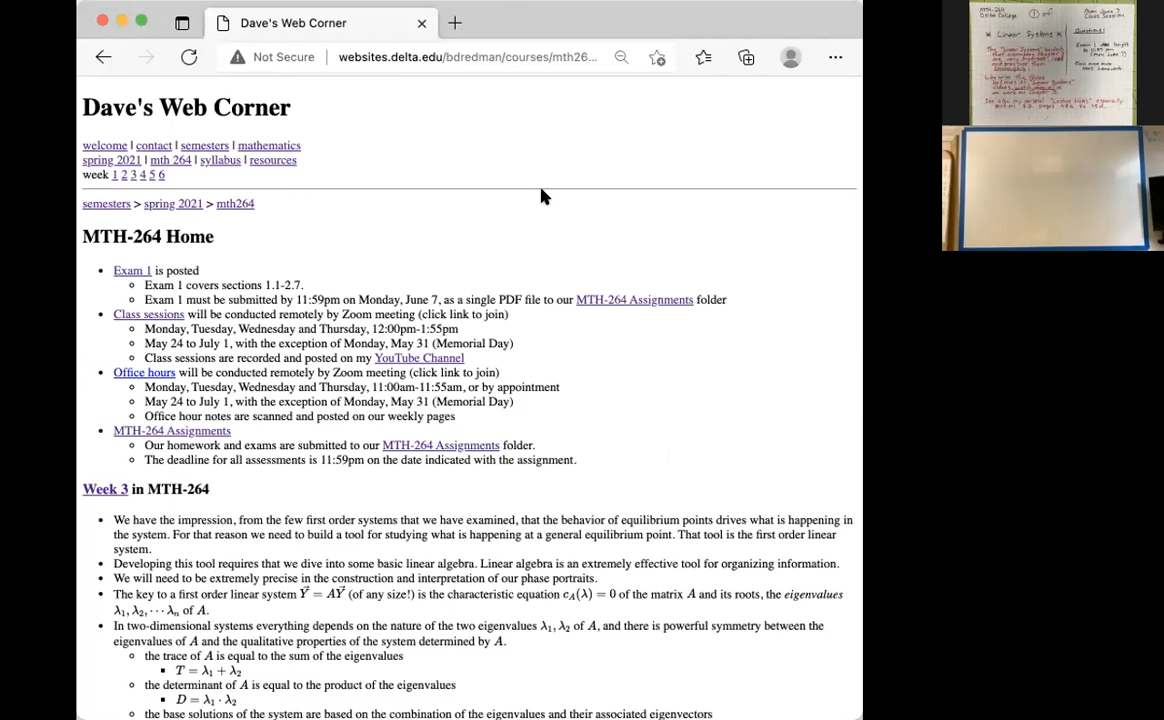 Dave's Web Corner
Not Secure
websites.delta.edu/bdredman/courses/mth26...
Dave's Web Corner
welcome | contact | semesters | mathematics
spring 2021 | mth 264 | syllabus | resources
week 1 2 3 4 5 6
semesters > spring 2021 > mth264
MTH-264 Home
• Exam 1 is posted
Exam 1 covers sections 1.1-2.7.
Exam 1 must be submitted by 11:59pm on Monday, June 7, as a single PDF file to our MTH-264 Assignments folder
• Class sessions will be conducted remotely by Zoom meeting (click link to join)
Monday, Tuesday, Wednesday and Thursday, 12:00pm-1:55pm
May 24 to July 1, with the exception of Monday, May 31 (Memorial Day)
Class sessions are recorded and posted on my YouTube Channel
• Office hours will be conducted remotely by Zoom meeting (click link to join)
Monday, Tuesday, Wednesday and Thursday, 11:00am-11:55am, or by appointment
May 24 to July 1, with the exception of Monday, May 31 (Memorial Day)
Office hour notes are scanned and posted on our weekly pages
• MTH-264 Assignments
Our homework and exams are submitted to our MTH-264 Assignments folder.
The deadline for all assessments is 11:59pm on the date indicated with the assignment.
Week 3 in MTH-264
• We have the impression, from the few first order systems that we have examined, that the behavior of equilibrium points drives what is happening in
the system. For that reason we need to build a tool for studying what is happening at a general equilibrium point. That tool is the first order linear
system.
• Developing this tool requires that we dive into some basic linear algebra. Linear algebra is an extremely effective tool for organizing information.
• We will need to be extremely precise in the construction and interpretation of our phase portraits.
• The key to a first order linear system Y⃗ = AY⃗ (of any size!) is the characteristic equation c_A(λ) = 0 of the matrix A and its roots, the eigenvalues
λ₁, λ₂, ⋯ λₙ of A.
• In two-dimensional systems everything depends on the nature of the two eigenvalues λ₁, λ₂ of A, and there is powerful symmetry between the
eigenvalues of A and the qualitative properties of the system determined by A.
the trace of A is equal to the sum of the eigenvalues
T = λ₁ + λ₂
the determinant of A is equal to the product of the eigenvalues
D = λ₁ · λ₂
the base solutions of the system are based on the combination of the eigenvalues and their associated eigenvectors
MTH-264
Delta College
Linear Systems
Questions